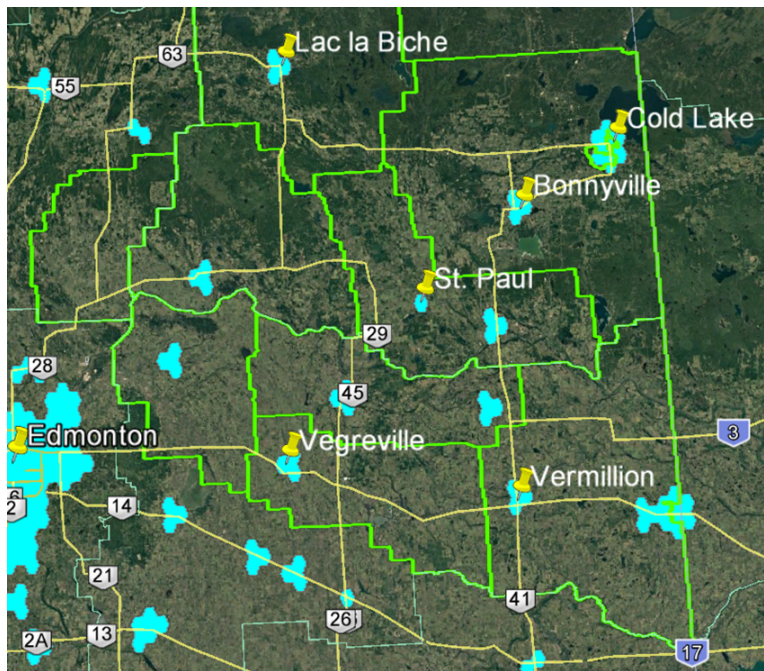 Lac la Biche
63
55
Cold Lake
Bonnyville
St. Paul
29
28
45
Edmonton
Vegreville
3
Vermillion
14
2
21
41
26
13
2A
17